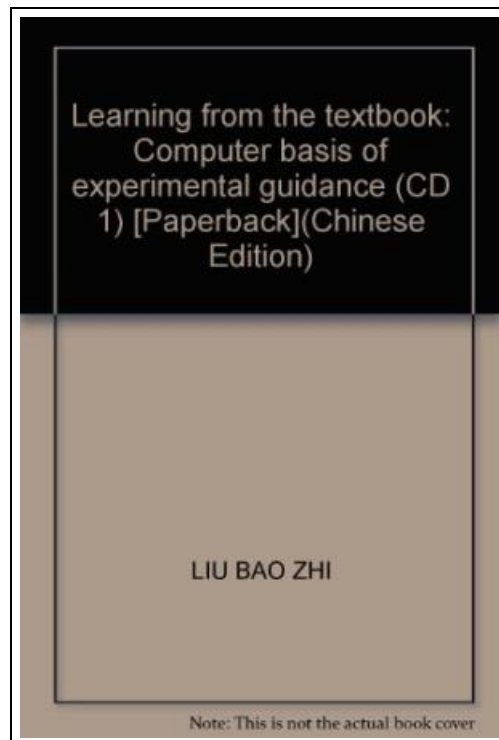 Learning from the textbook:
Computer basis of
experimental guidance (CD
1) [Paperback](Chinese
Edition)
LIU BAO ZHI
Note: This is not the actual book cover